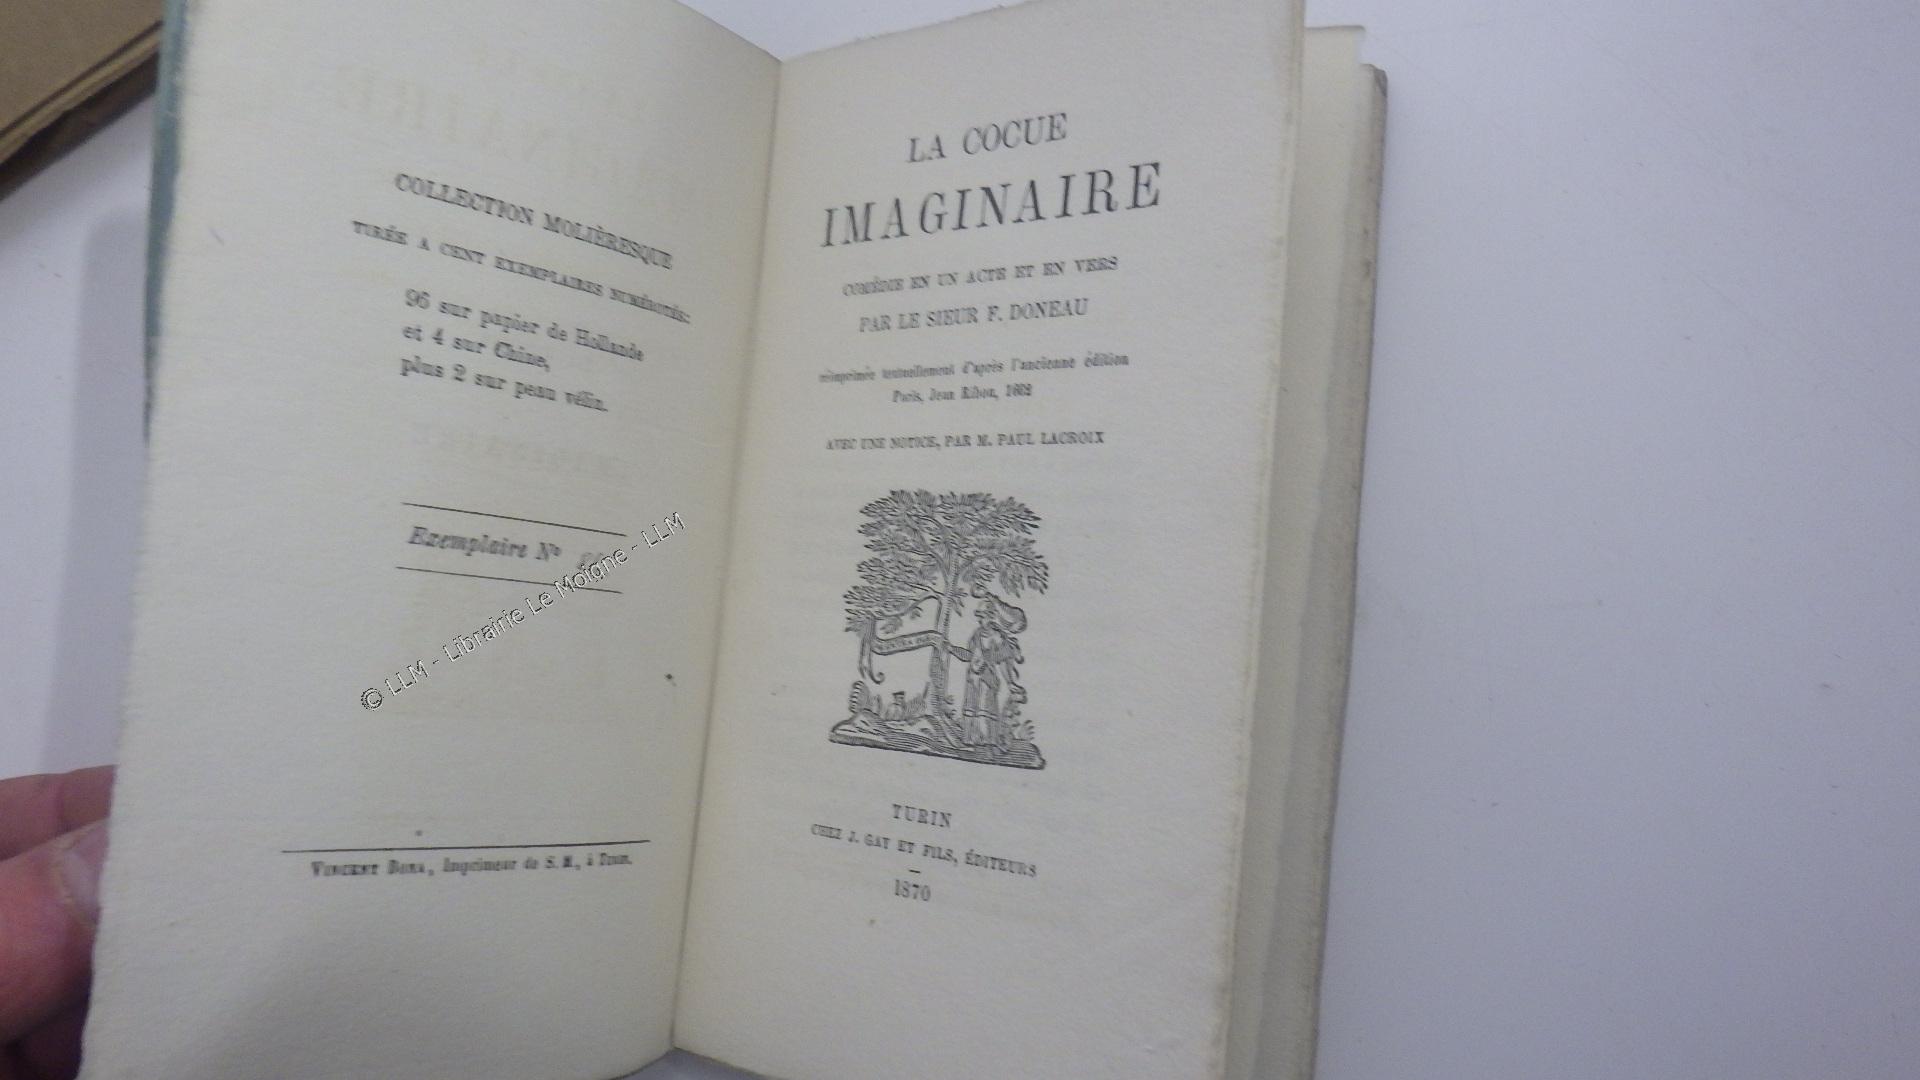 COLLECTION MOLIÈRESQUE
TIRÉE A CENT EXEMPLAIRES NUMÉROTÉS:
96 sur papier de Hollande
et 4 sur Chine,
plus 2 sur peau vélin.
Exemplaire No
VINCENT BONA, Imprimeur de S. M., à Turin.
© LLM - Librairie Le Moigne - LLM
LA COCUE
IMAGINAIRE
COMÉDIE EN UN ACTE ET EN VERS
PAR LE SIEUR F. DONEAU
réimprimée textuellement d'après l'ancienne édition
Paris, Jean Ribou, 1662
AVEC UNE NOTICE, PAR M. PAUL LACROIX
TURIN
CHEZ J. GAY ET FILS, ÉDITEURS
1870